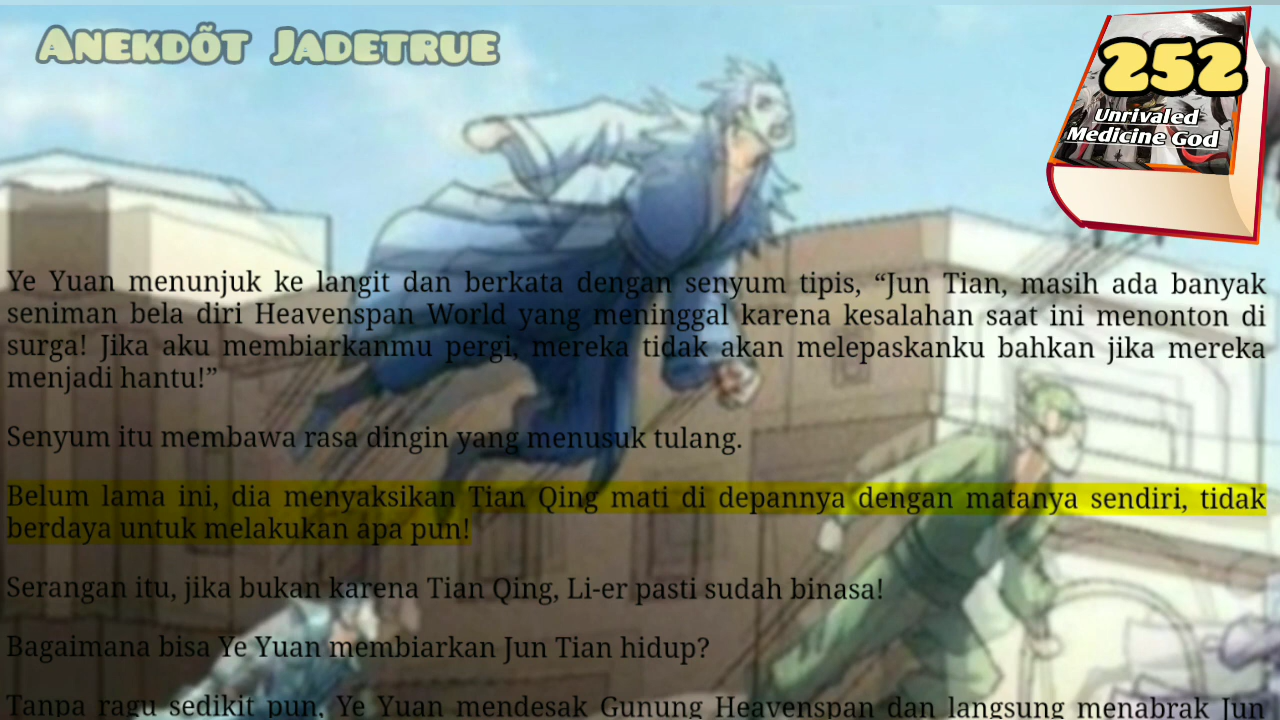 Anekdõt Jadetrue
252
Unrivaled
Medicine God
Ye Yuan menunjuk ke langit dan berkata dengan senyum tipis, “Jun Tian, masih ada banyak
seniman bela diri Heavenspan World yang meninggal karena kesalahan saat ini menonton di
surga! Jika aku membiarkanmu pergi, mereka tidak akan melepaskanku bahkan jika mereka
menjadi hantu!”
Senyum itu membawa rasa dingin yang menusuk tulang.
Belum lama ini, dia menyaksikan Tian Qing mati di depannya dengan matanya sendiri, tidak
berdaya untuk melakukan apa pun!
Serangan itu, jika bukan karena Tian Qing, Li-er pasti sudah binasa!
Bagaimana bisa Ye Yuan membiarkan Jun Tian hidup?
Tanpa ragu sedikit pun, Ye Yuan mendesak Gunung Heavenspan dan langsung menabrak Jun